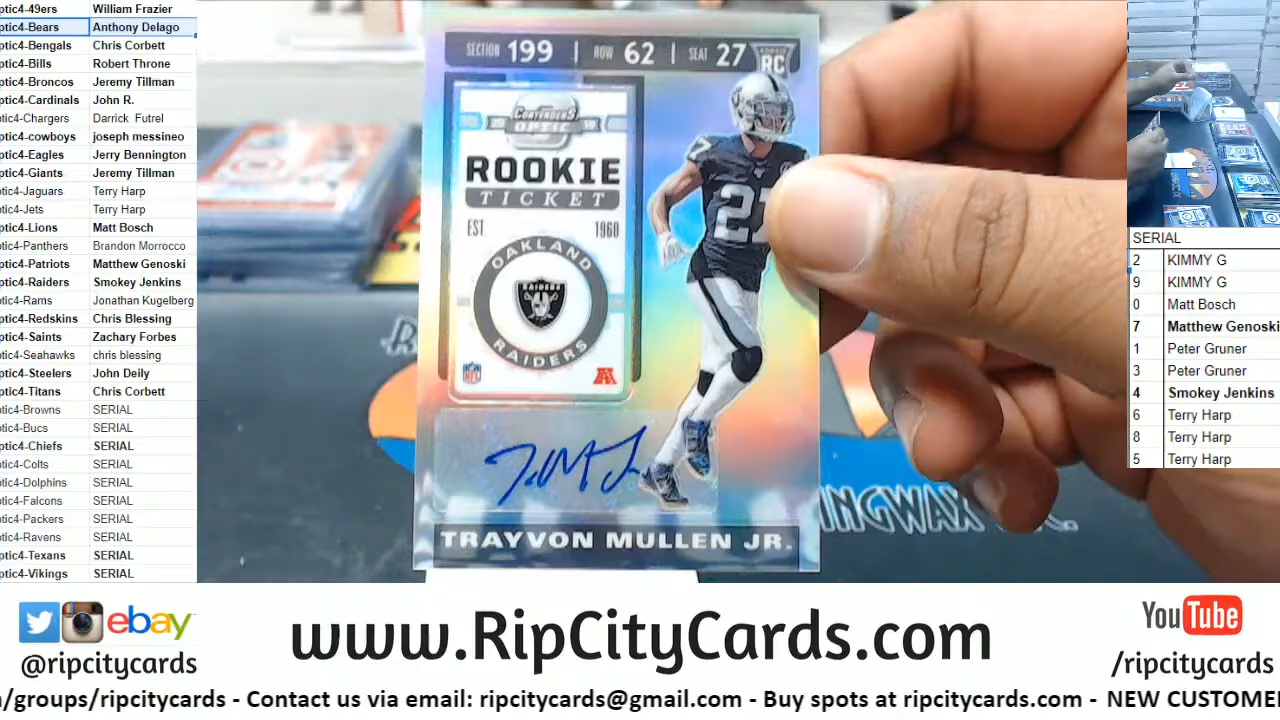 ptic4-49ers William Frazier
ptic4-Bears Anthony Delago
ptic4-Bengals Chris Corbett
ptic4-Bills Robert Throne
ptic4-Broncos Jeremy Tillman
ptic4-Cardinals John R.
ptic4-Chargers Darrick Futrel
ptic4-cowboys joseph messineo
ptic4-Eagles Jerry Bennington
ptic4-Giants Jeremy Tillman
ptic4-Jaguars Terry Harp
ptic4-Jets Terry Harp
ptic4-Lions Matt Bosch
ptic4-Panthers Brandon Morrocco
ptic4-Patriots Matthew Genoski
ptic4-Raiders Smokey Jenkins
ptic4-Rams Jonathan Kugelberg
ptic4-Redskins Chris Blessing
ptic4-Saints Zachary Forbes
ptic4-Seahawks chris blessing
ptic4-Steelers John Deily
ptic4-Titans Chris Corbett
ptic4-Browns SERIAL
ptic4-Bucs SERIAL
ptic4-Chiefs SERIAL
ptic4-Colts SERIAL
ptic4-Dolphins SERIAL
ptic4-Falcons SERIAL
ptic4-Packers SERIAL
ptic4-Ravens SERIAL
ptic4-Texans SERIAL
ptic4-Vikings SERIAL
SECTION 199 | ROW 62 | SEAT 27
RC
CONTENDERS
OPTIC
ROOKIE
TICKET
EST. 1960
OAKLAND
RAIDERS
RAIDERS
NFL
A
27
TRAYVON MULLEN JR.
INGWAX
SERIAL
2 KIMMY G
9 KIMMY G
0 Matt Bosch
7 Matthew Genoski
1 Peter Gruner
3 Peter Gruner
4 Smokey Jenkins
6 Terry Harp
8 Terry Harp
5 Terry Harp
ebay
@ripcitycards
www.RipCityCards.com
YouTube
/ripcitycards
/groups/ripcitycards - Contact us via email: ripcitycards@gmail.com - Buy spots at ripcitycards.com - NEW CUSTOME